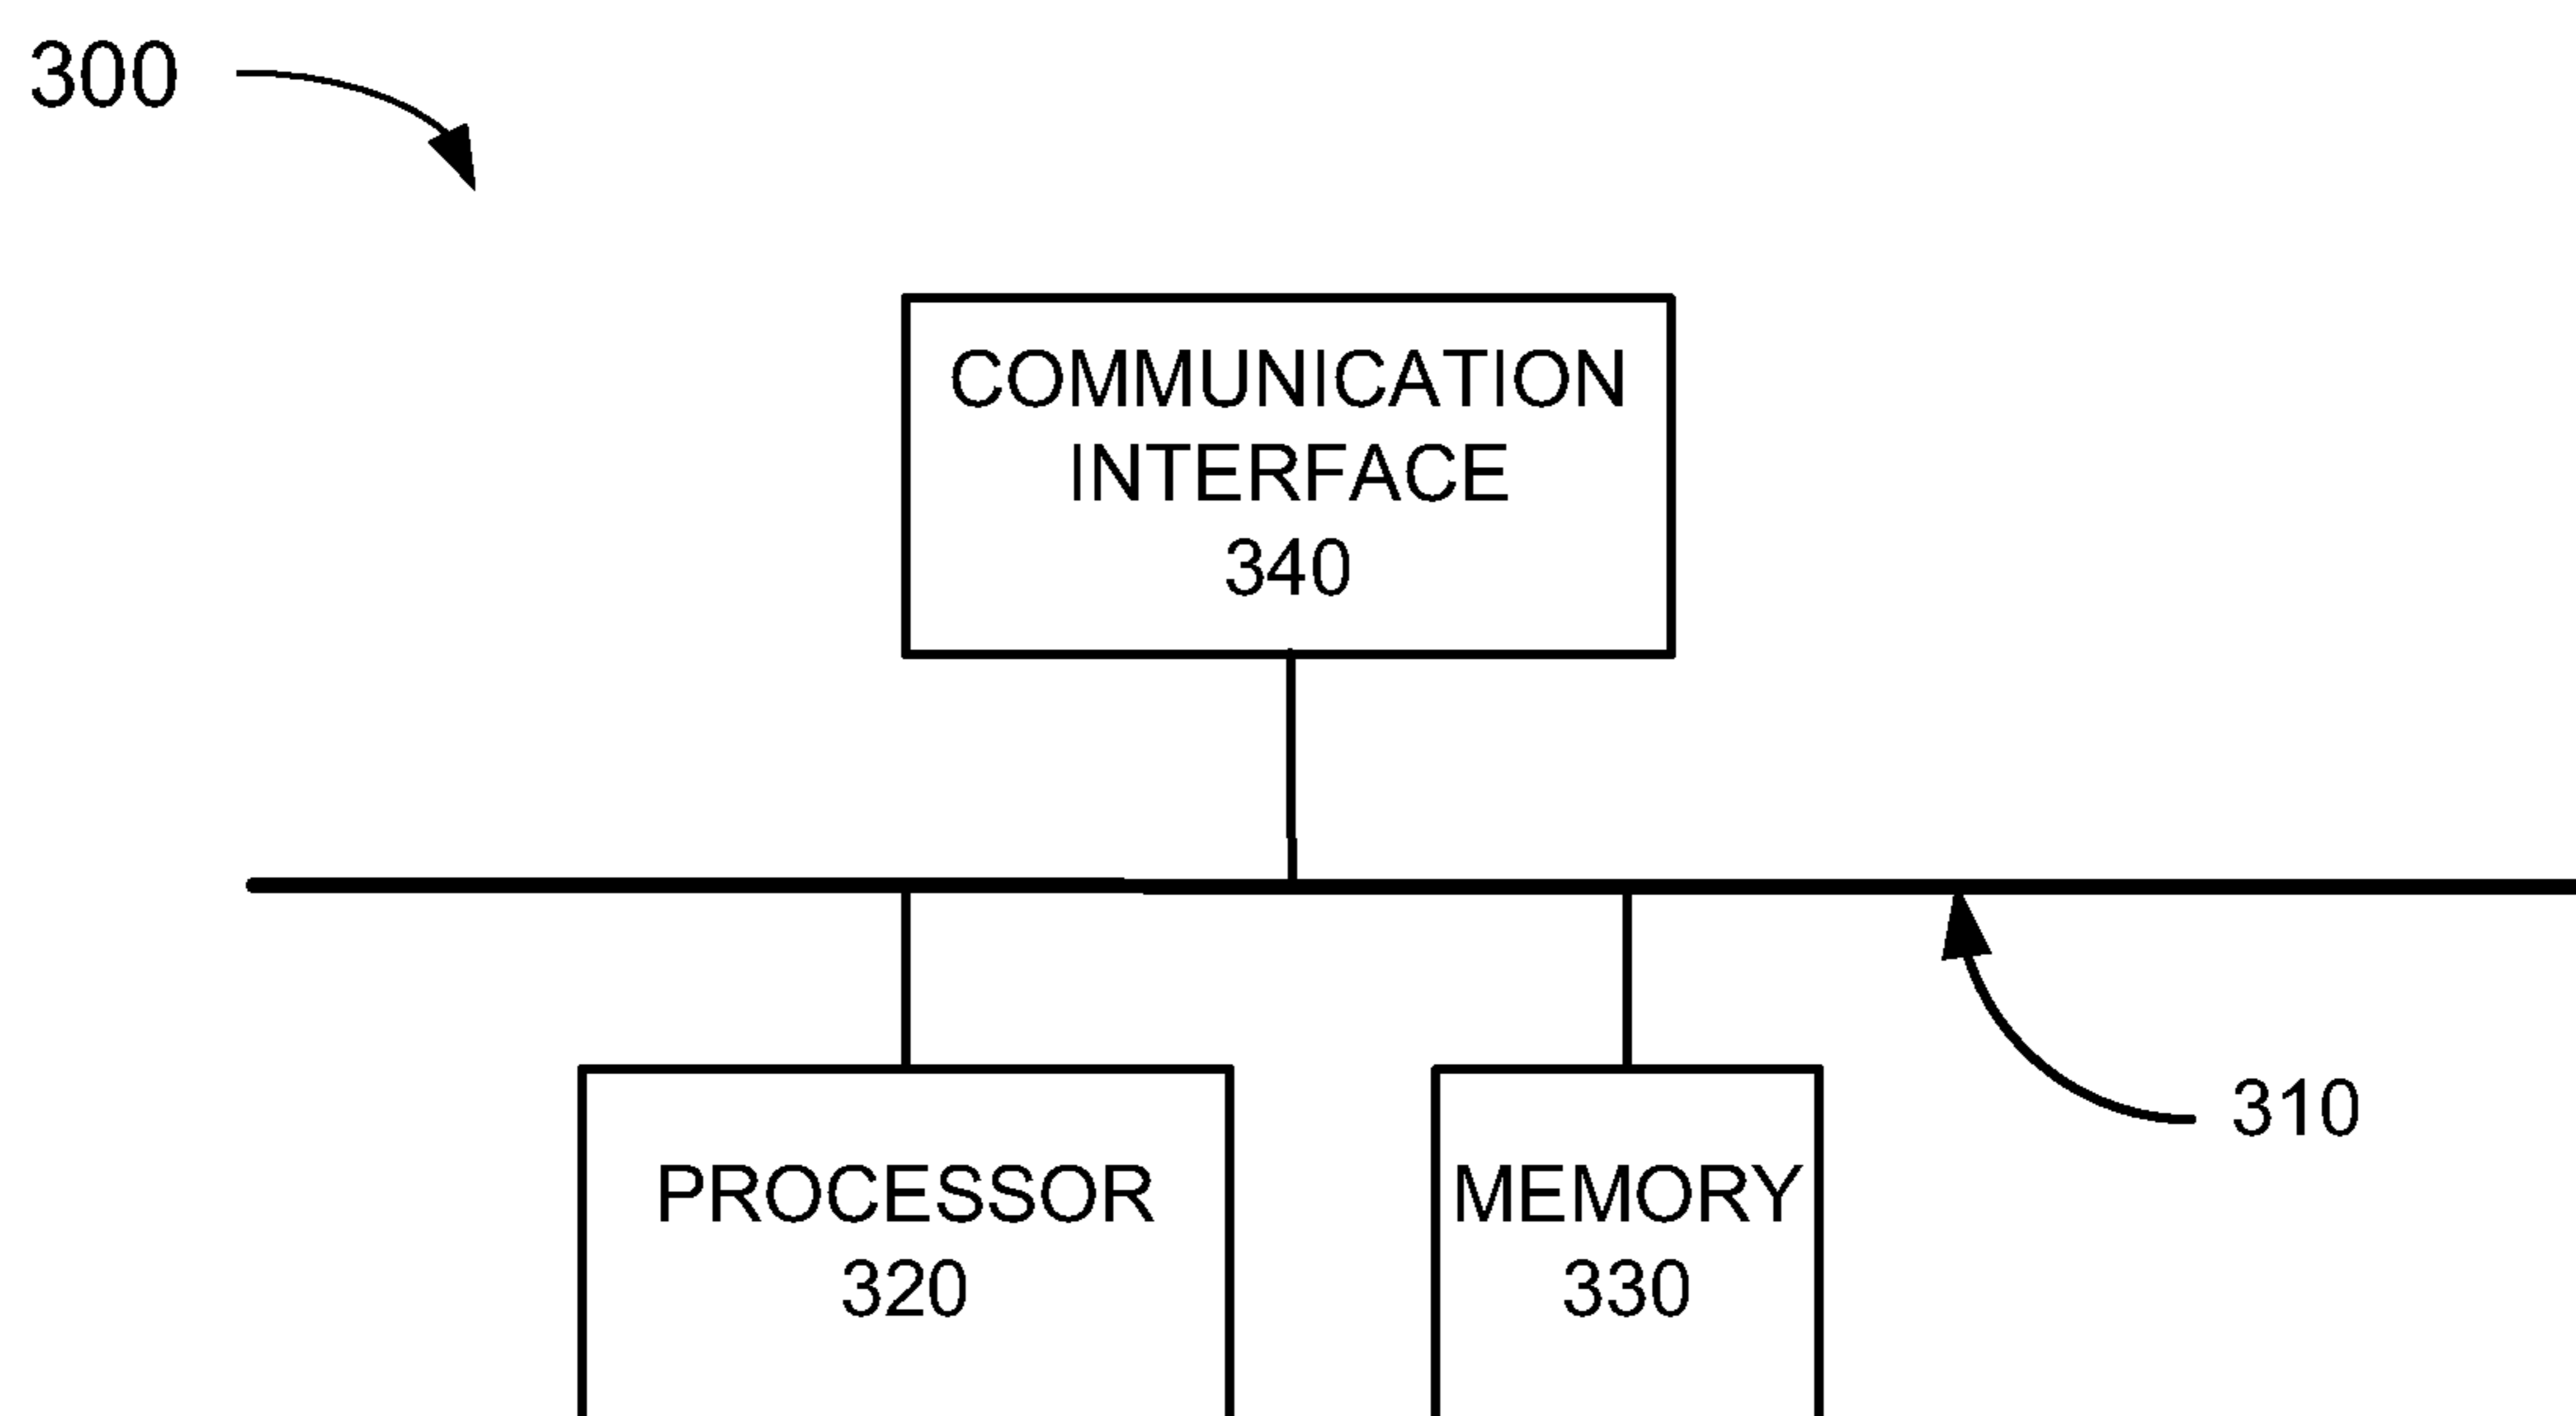 300
COMMUNICATION
INTERFACE
340
310
PROCESSOR
320
MEMORY
330